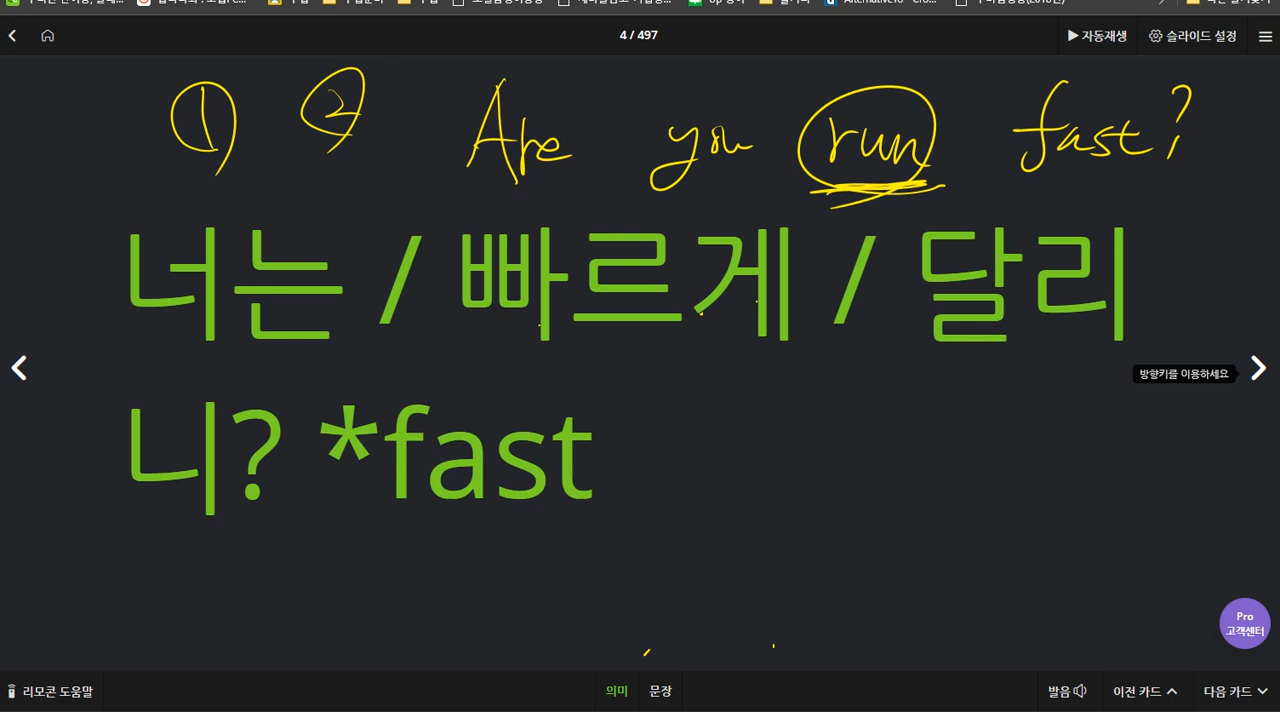 4 / 497
자동재생
슬라이드 설정
① ② Are you run fast?
너는 / 빠르게 / 달리
니? *fast
방향키를 이용하세요
Pro
고객센터
리모콘 도움말
의미
문장
발음
이전 카드
다음 카드